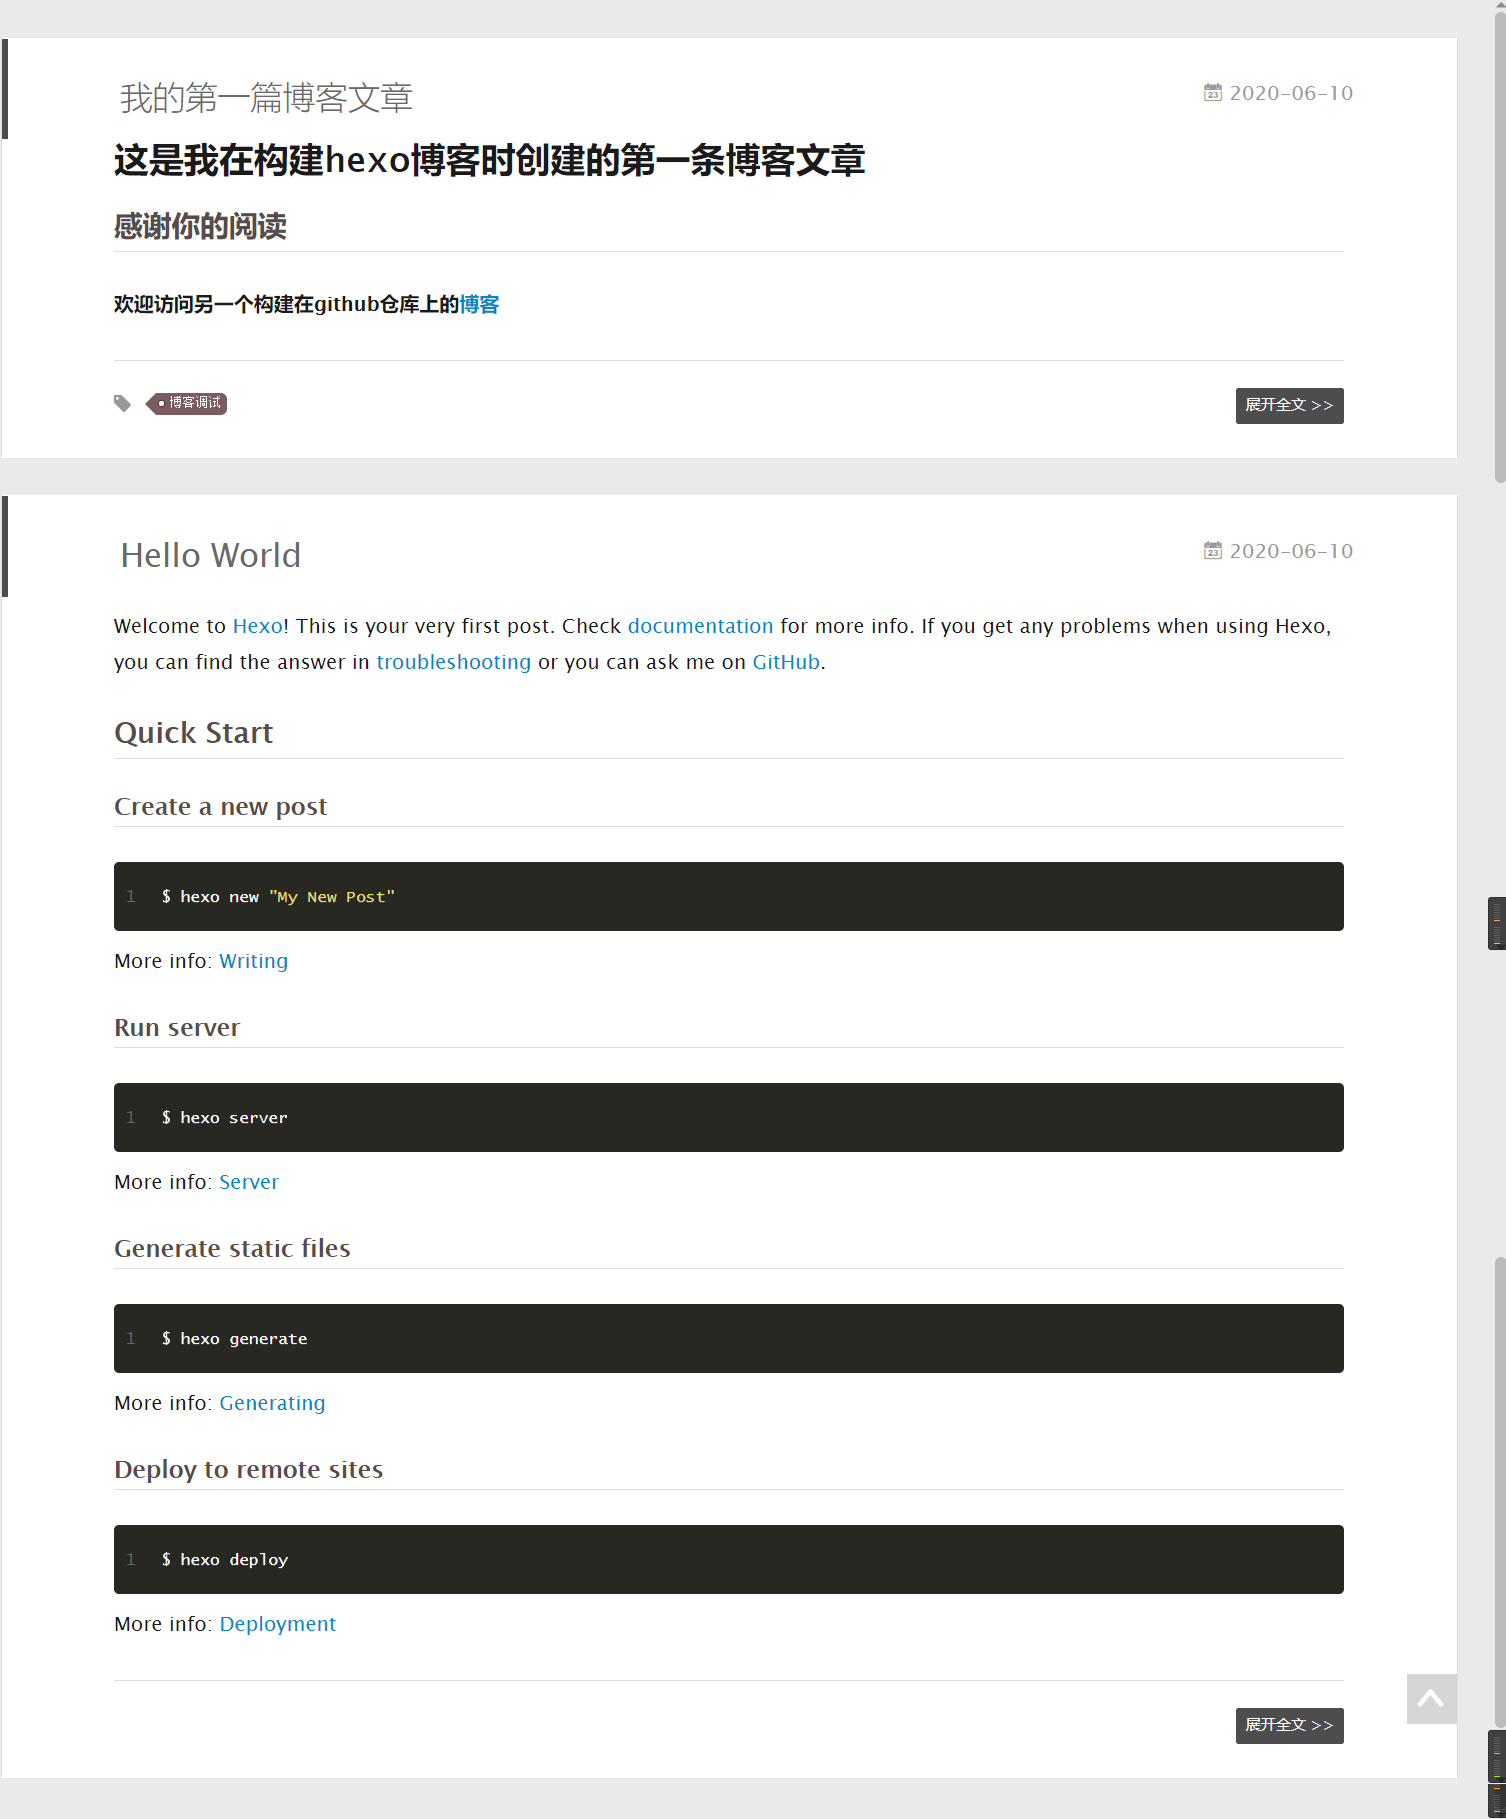 我的第一篇博客文章
2020-06-10
这是我在构建hexo博客时创建的第一条博客文章
感谢你的阅读
欢迎访问另一个构建在github仓库上的博客
博客调试
展开全文 >>
Hello World
2020-06-10
Welcome to Hexo! This is your very first post. Check documentation for more info. If you get any problems when using Hexo,
you can find the answer in troubleshooting or you can ask me on GitHub.
Quick Start
Create a new post
1 $ hexo new "My New Post"
More info: Writing
Run server
1 $ hexo server
More info: Server
Generate static files
1 $ hexo generate
More info: Generating
Deploy to remote sites
1 $ hexo deploy
More info: Deployment
展开全文 >>